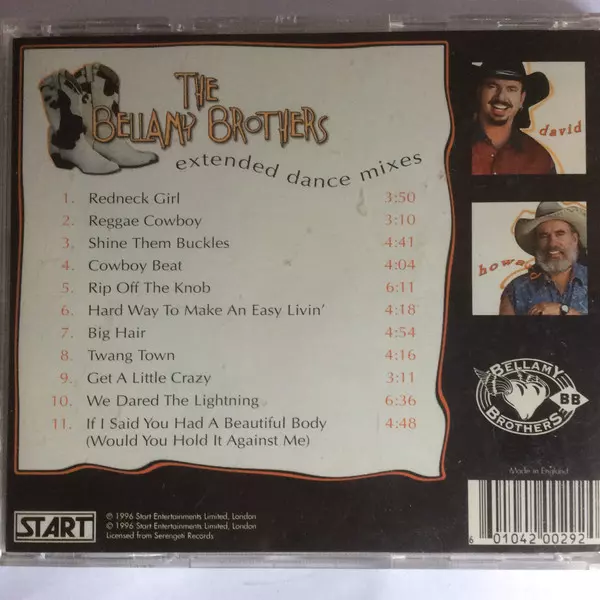 THE
BELLAMY BROTHERS
extended dance mixes
1. Redneck Girl 3:50
2. Reggae Cowboy 3:10
3. Shine Them Buckles 4:41
4. Cowboy Beat 4:04
5. Rip Off The Knob 6:11
6. Hard Way To Make An Easy Livin' 4:18
7. Big Hair 4:54
8. Twang Town 4:16
9. Get A Little Crazy 3:11
10. We Dared The Lightning 6:36
11. If I Said You Had A Beautiful Body 4:48
(Would You Hold It Against Me)
david
howard
BELLAMY
BROTHERS
BB
Made in England
START
℗ 1996 Start Entertainments Limited, London
© 1996 Start Entertainments Limited, London
Licensed from Serengeti Records
6 01042 00292